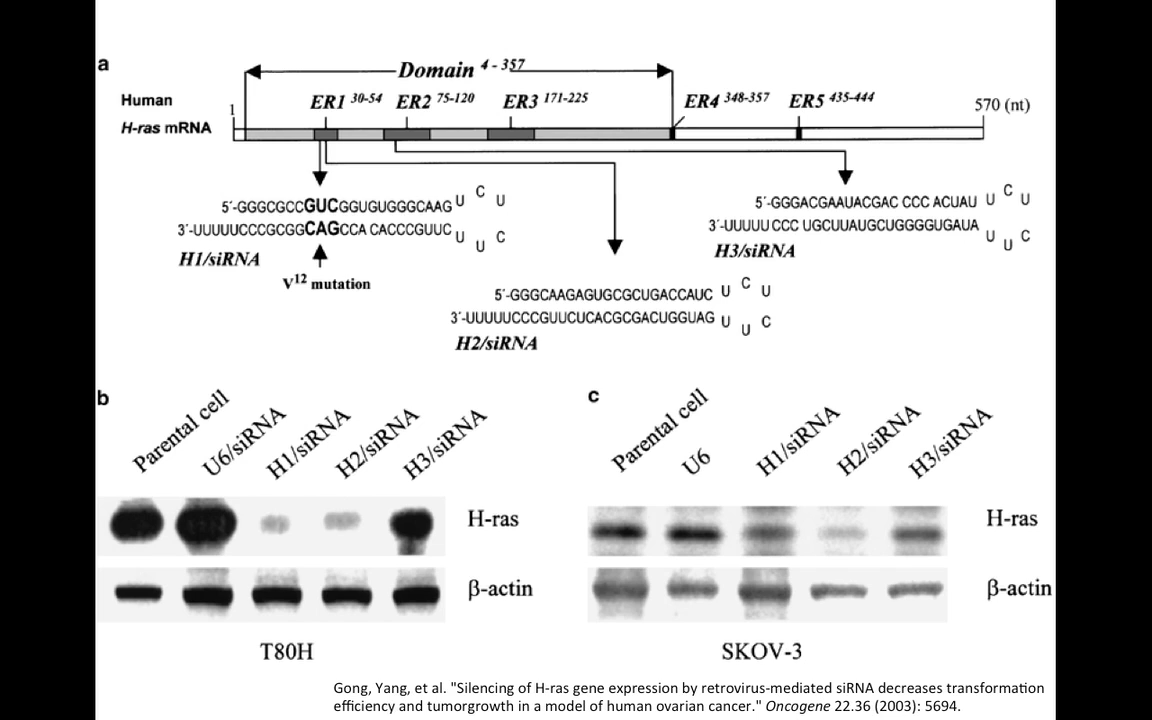 a
Domain 4 - 357
Human
H-ras mRNA
1
ER1 30-54
ER2 75-120
ER3 171-225
ER4 348-357
ER5 435-444
570 (nt)
5´-GGGCGCCGUCGGUGUGGGCAAG U C U
3´-UUUUUCCCGCGGCAGCCA CACCCGUUC U U C
H1/siRNA
V12 mutation
5´-GGGCAAGAGUGCGCUGACCAUC U C U
3´-UUUUUCCCGUUCUCACGCGACUGGUAG U U C
H2/siRNA
5´-GGGACGAAUACGAC CCC ACUAU U C U
3´-UUUUU CCC UGCUUAUGCUGGGGUGAUA U U C
H3/siRNA
b
Parental cell
U6/siRNA
H1/siRNA
H2/siRNA
H3/siRNA
H-ras
β-actin
T80H
c
Parental cell
U6
H1/siRNA
H2/siRNA
H3/siRNA
H-ras
β-actin
SKOV-3
Gong, Yang, et al. "Silencing of H-ras gene expression by retrovirus-mediated siRNA decreases transformation
efficiency and tumorgrowth in a model of human ovarian cancer." Oncogene 22.36 (2003): 5694.